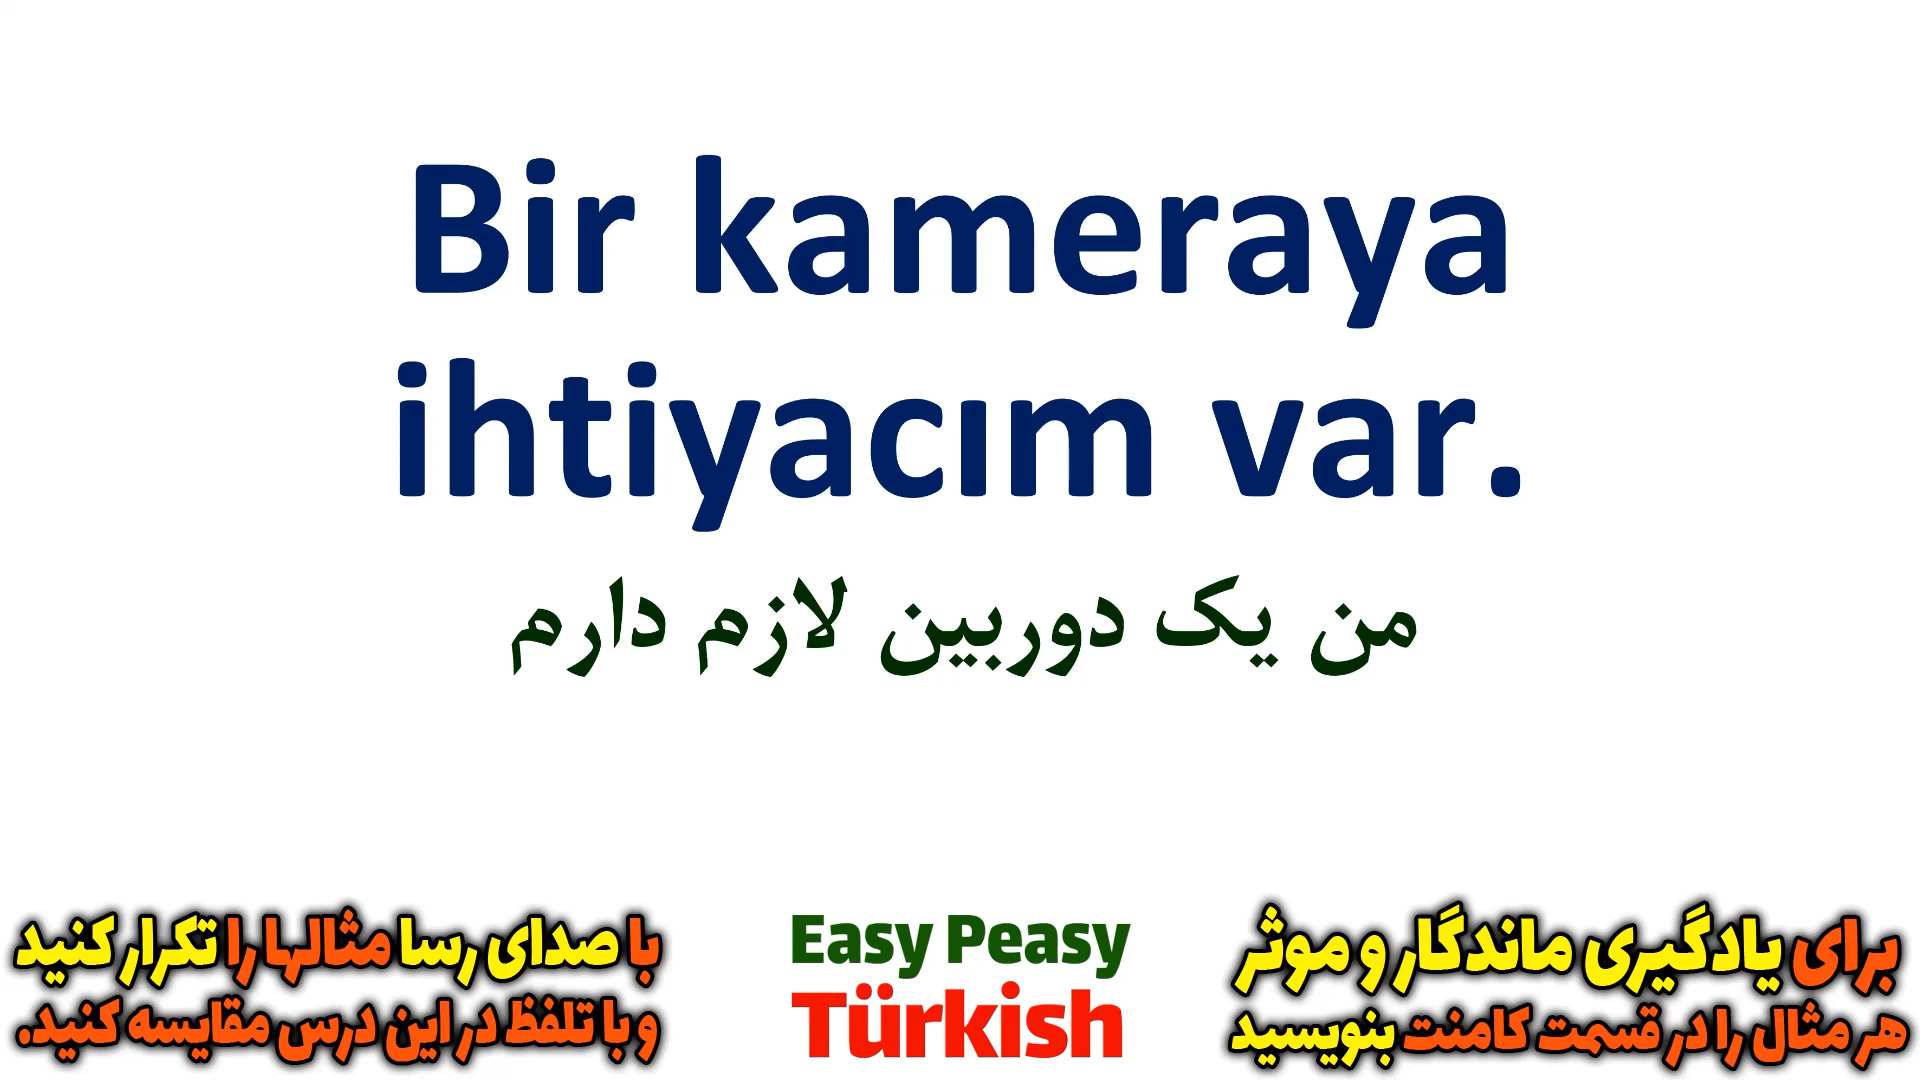 Bir kameraya
ihtiyacım var.
من یک دوربین لازم دارم
برای یادگیری ماندگار و موثر
هر مثال را در قسمت کامنت بنویسید
Easy Peasy
Türkish
با صدای رسا مثالها را تکرار کنید
و با تلفظ در این درس مقایسه کنید.